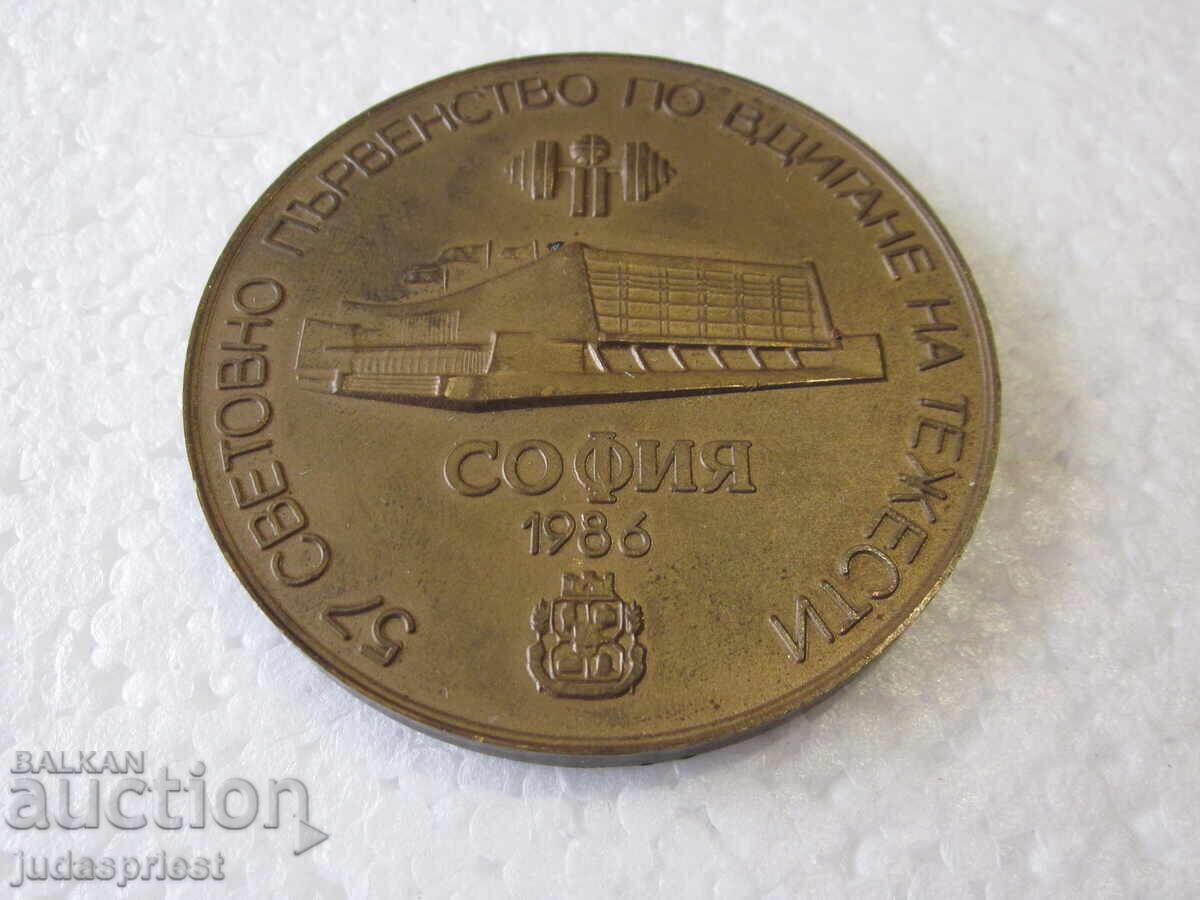 57 СВЕТОВНО ПЪРВЕНСТВО ПО ВДИГАНЕ НА ТЕЖЕСТИ
СОФИЯ
1986
BALKAN
auction
judaspriest